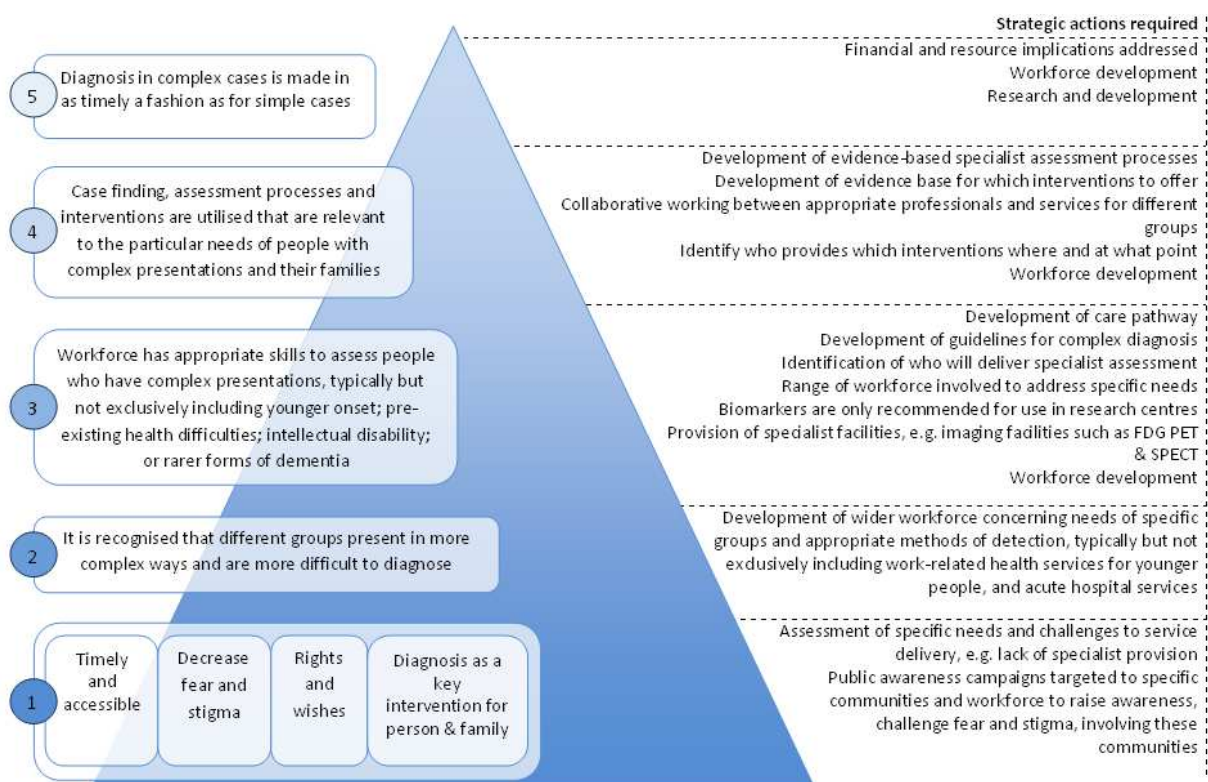 Strategic actions required
5
Diagnosis in complex cases is made in
as timely a fashion as for simple cases
Financial and resource implications addressed
Workforce development
Research and development
4
Case finding, assessment processes and
interventions are utilised that are relevant
to the particular needs of people with
complex presentations and their families
Development of evidence-based specialist assessment processes
Development of evidence base for which interventions to offer
Collaborative working between appropriate professionals and services for different
groups
Identify who provides which interventions where and at what point
Workforce development
3
Workforce has appropriate skills to assess people
who have complex presentations, typically but
not exclusively including younger onset; pre-
existing health difficulties; intellectual disability;
or rarer forms of dementia
Development of care pathway
Development of guidelines for complex diagnosis
Identification of who will deliver specialist assessment
Range of workforce involved to address specific needs
Biomarkers are only recommended for use in research centres
Provision of specialist facilities, e.g. imaging facilities such as FDG PET
& SPECT
Workforce development
2
It is recognised that different groups present in more
complex ways and are more difficult to diagnose
Development of wider workforce concerning needs of specific
groups and appropriate methods of detection, typically but not
exclusively including work-related health services for younger
people, and acute hospital services
1
Timely
and
accessible
Decrease
fear and
stigma
Rights
and
wishes
Diagnosis as a
key
intervention for
person & family
Assessment of specific needs and challenges to service
delivery, e.g. lack of specialist provision
Public awareness campaigns targeted to specific
communities and workforce to raise awareness,
challenge fear and stigma, involving these
communities